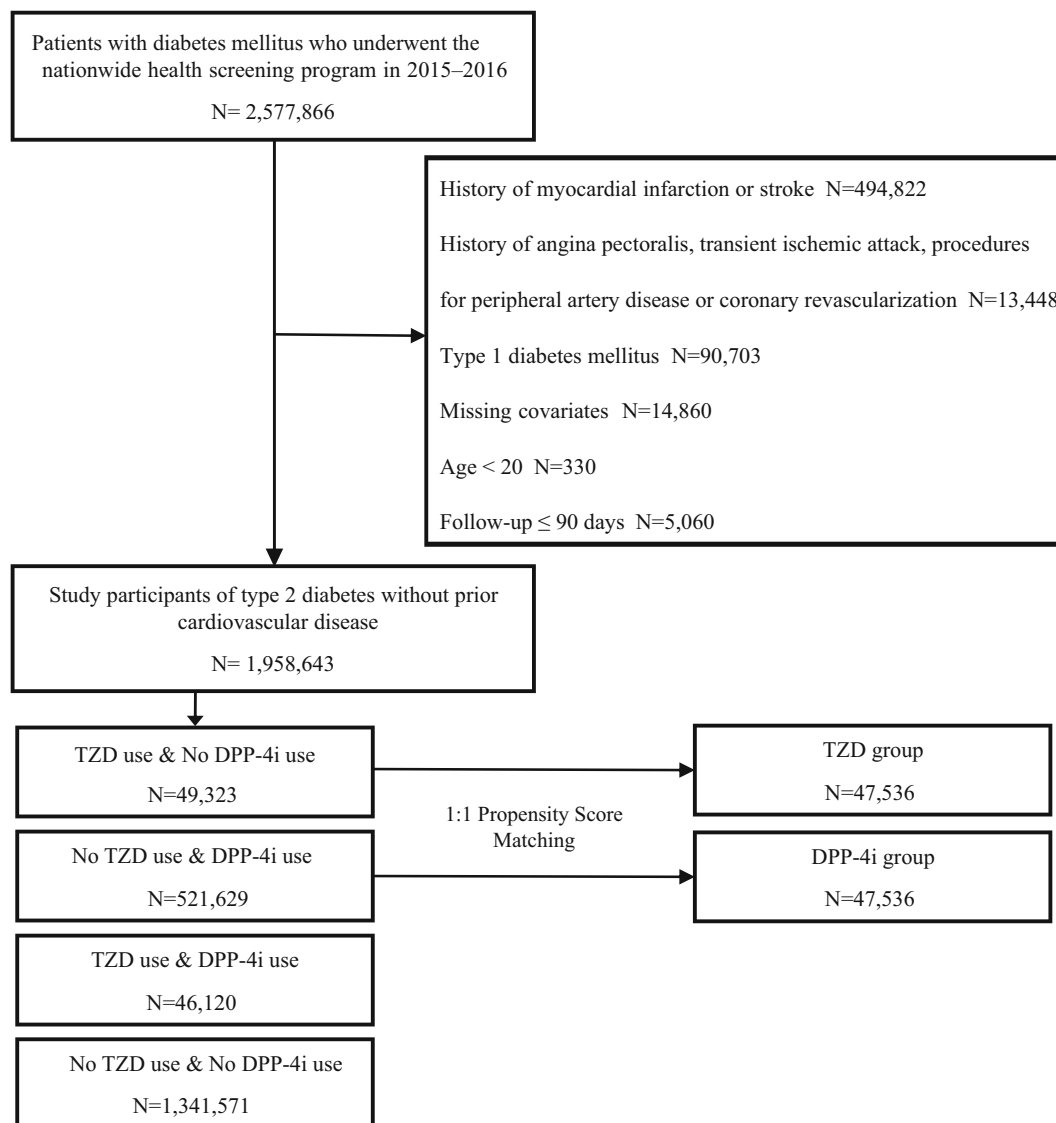 Patients with diabetes mellitus who underwent the
nationwide health screening program in 2015–2016
N= 2,577,866
History of myocardial infarction or stroke N=494,822
History of angina pectoralis, transient ischemic attack, procedures
for peripheral artery disease or coronary revascularization N=13,448
Type 1 diabetes mellitus N=90,703
Missing covariates N=14,860
Age < 20 N=330
Follow-up ≤ 90 days N=5,060
Study participants of type 2 diabetes without prior
cardiovascular disease
N= 1,958,643
TZD use & No DPP-4i use
N=49,323
TZD group
N=47,536
1:1 Propensity Score
Matching
No TZD use & DPP-4i use
N=521,629
DPP-4i group
N=47,536
TZD use & DPP-4i use
N=46,120
No TZD use & No DPP-4i use
N=1,341,571